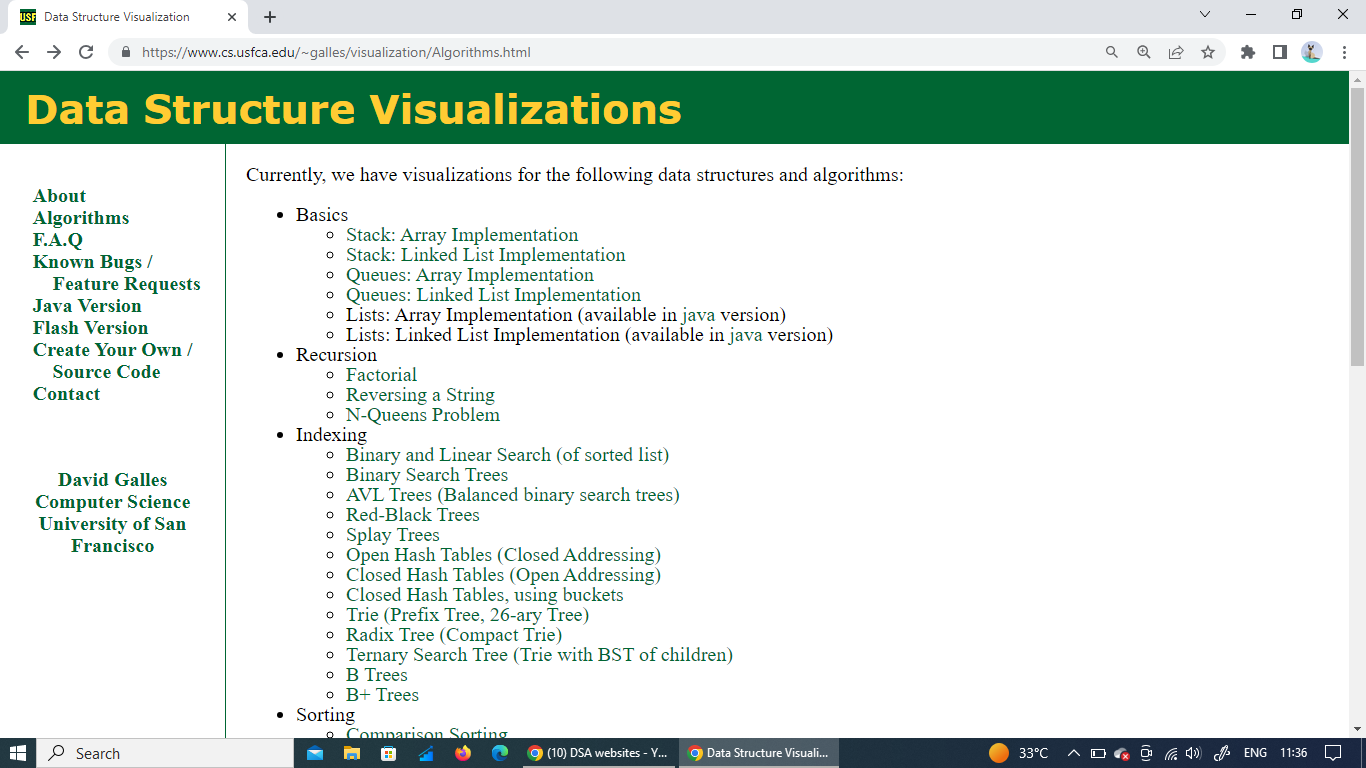 USF Data Structure Visualization
https://www.cs.usfca.edu/~galles/visualization/Algorithms.html
Data Structure Visualizations
About
Algorithms
F.A.Q
Known Bugs /
Feature Requests
Java Version
Flash Version
Create Your Own /
Source Code
Contact
David Galles
Computer Science
University of San
Francisco
Currently, we have visualizations for the following data structures and algorithms:
Basics
Stack: Array Implementation
Stack: Linked List Implementation
Queues: Array Implementation
Queues: Linked List Implementation
Lists: Array Implementation (available in java version)
Lists: Linked List Implementation (available in java version)
Recursion
Factorial
Reversing a String
N-Queens Problem
Indexing
Binary and Linear Search (of sorted list)
Binary Search Trees
AVL Trees (Balanced binary search trees)
Red-Black Trees
Splay Trees
Open Hash Tables (Closed Addressing)
Closed Hash Tables (Open Addressing)
Closed Hash Tables, using buckets
Trie (Prefix Tree, 26-ary Tree)
Radix Tree (Compact Trie)
Ternary Search Tree (Trie with BST of children)
B Trees
B+ Trees
Sorting
Comparison Sorting
Search
(10) DSA websites - Y...
Data Structure Visuali...
33°C
ENG
11:36